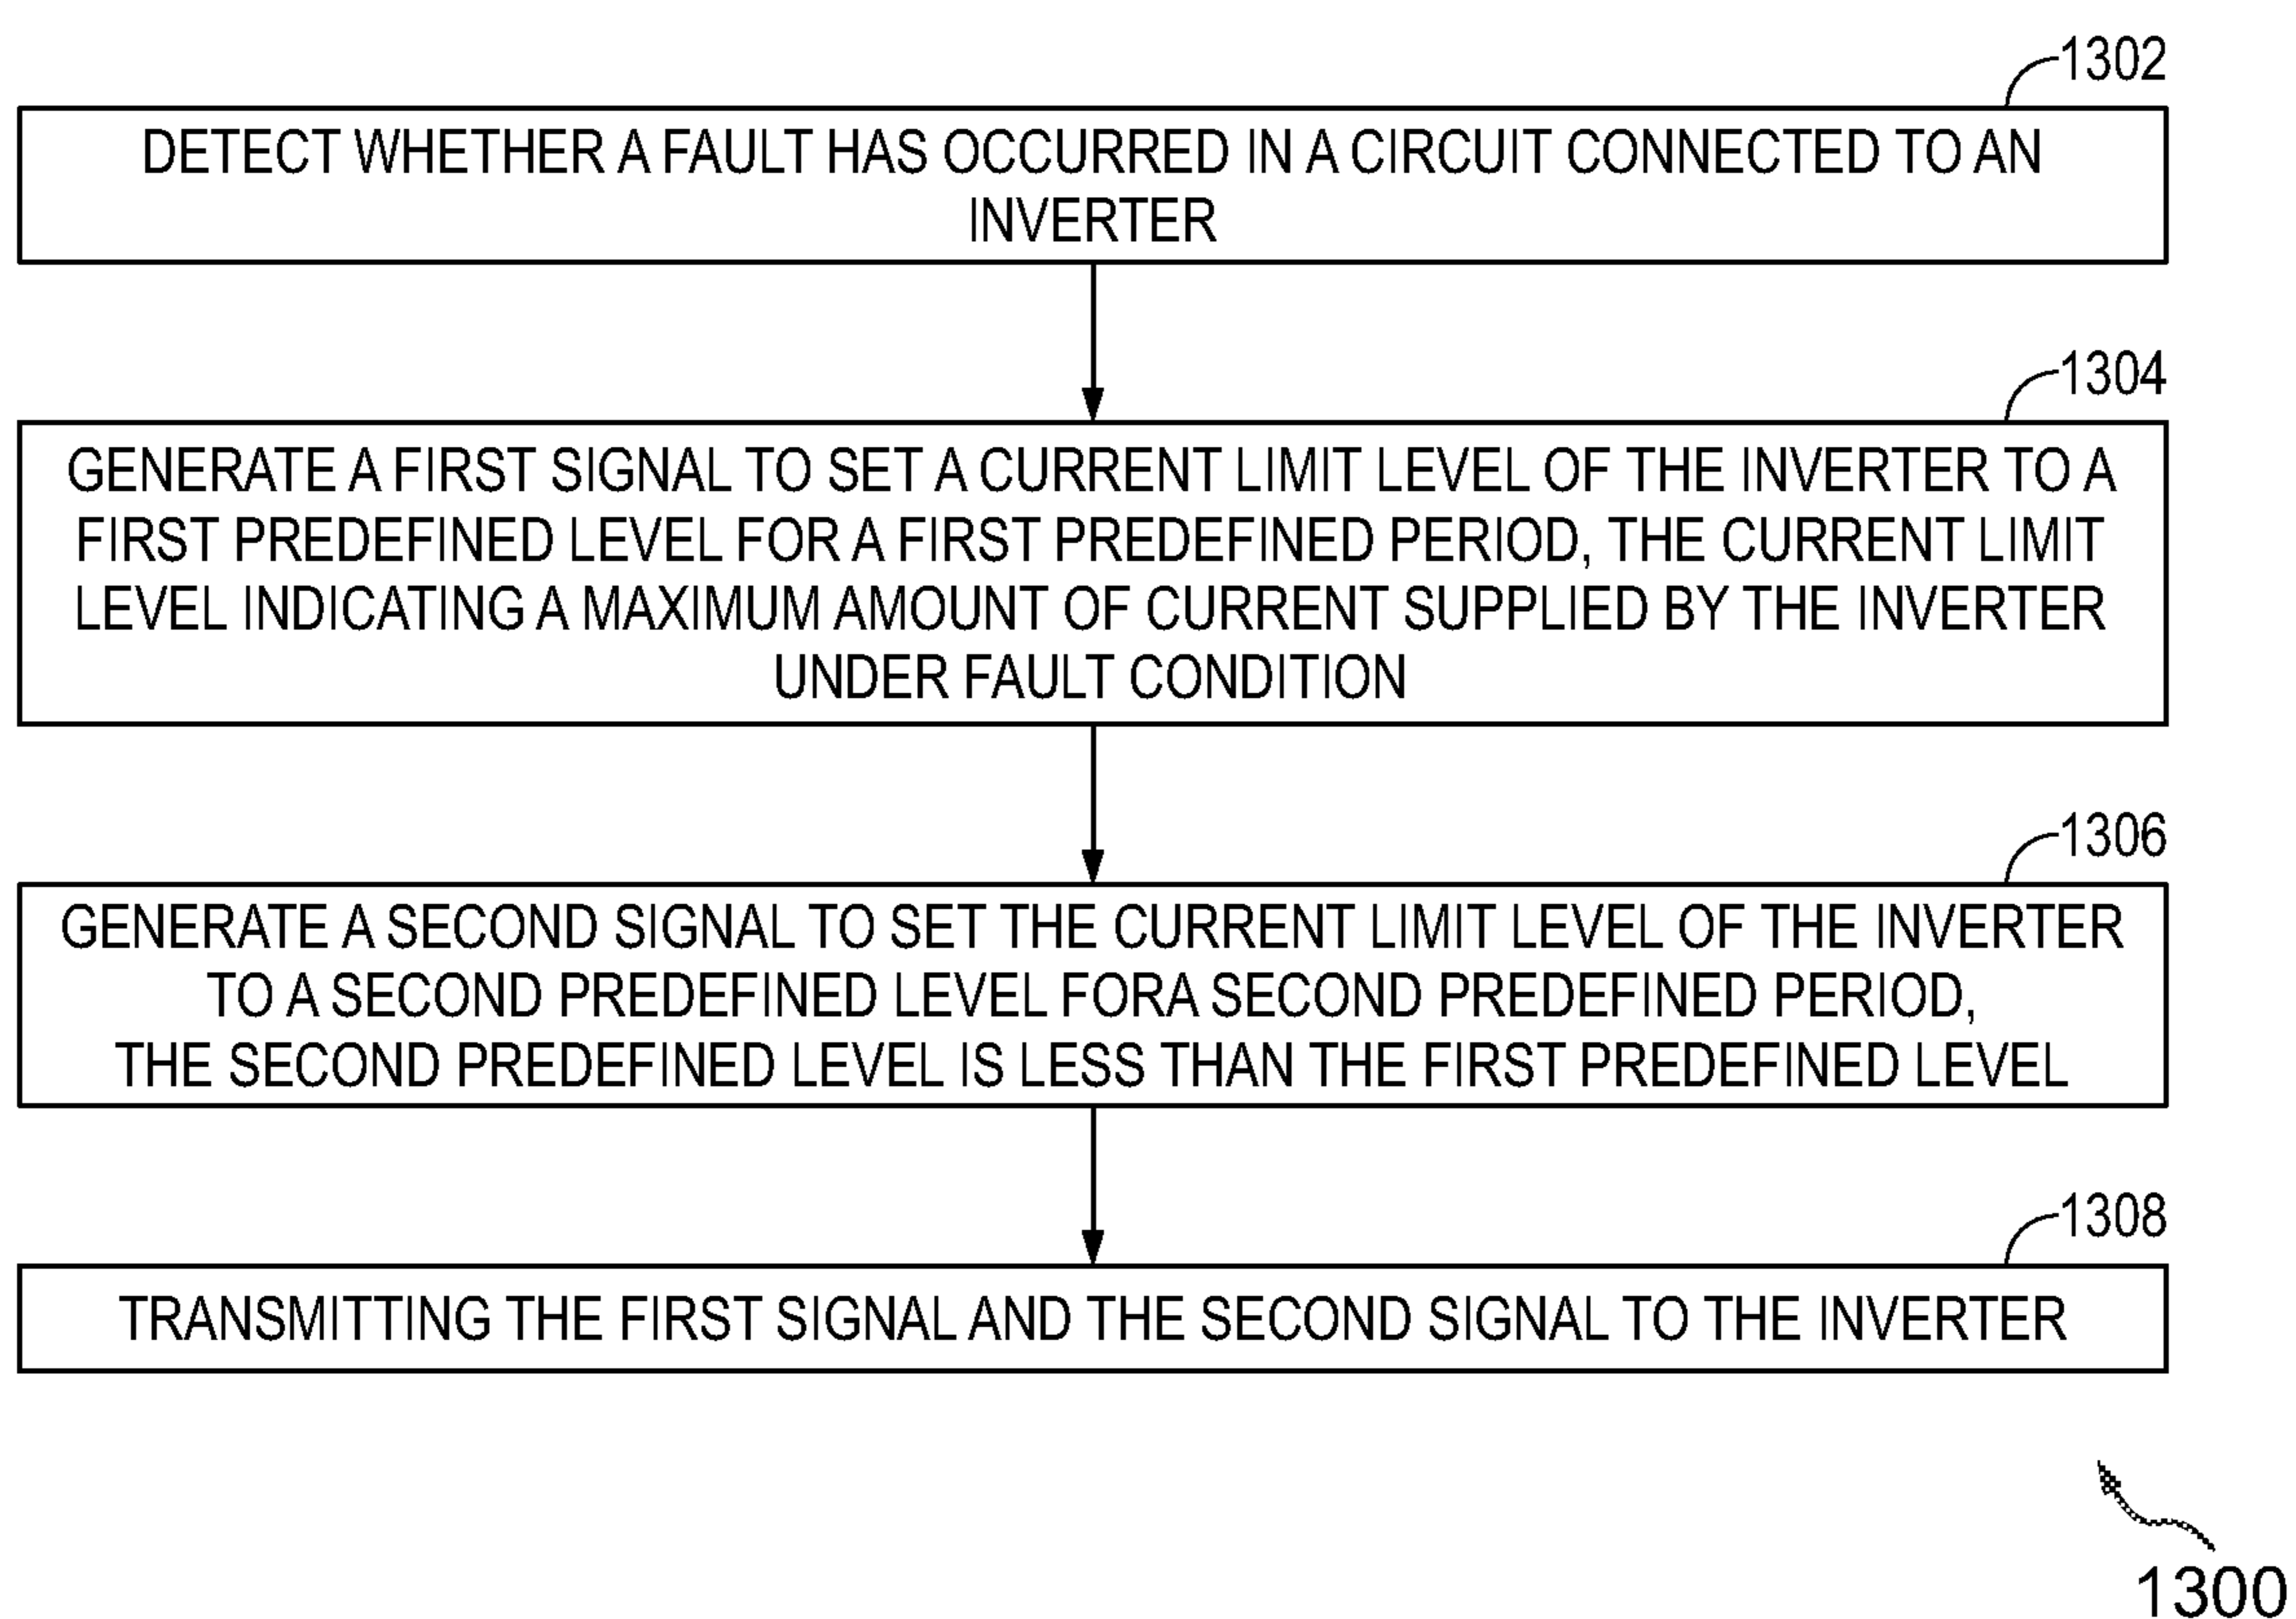 1302
DETECT WHETHER A FAULT HAS OCCURRED IN A CIRCUIT CONNECTED TO AN
INVERTER
1304
GENERATE A FIRST SIGNAL TO SET A CURRENT LIMIT LEVEL OF THE INVERTER TO A
FIRST PREDEFINED LEVEL FOR A FIRST PREDEFINED PERIOD, THE CURRENT LIMIT
LEVEL INDICATING A MAXIMUM AMOUNT OF CURRENT SUPPLIED BY THE INVERTER
UNDER FAULT CONDITION
1306
GENERATE A SECOND SIGNAL TO SET THE CURRENT LIMIT LEVEL OF THE INVERTER
TO A SECOND PREDEFINED LEVEL FORA SECOND PREDEFINED PERIOD,
THE SECOND PREDEFINED LEVEL IS LESS THAN THE FIRST PREDEFINED LEVEL
1308
TRANSMITTING THE FIRST SIGNAL AND THE SECOND SIGNAL TO THE INVERTER
1300